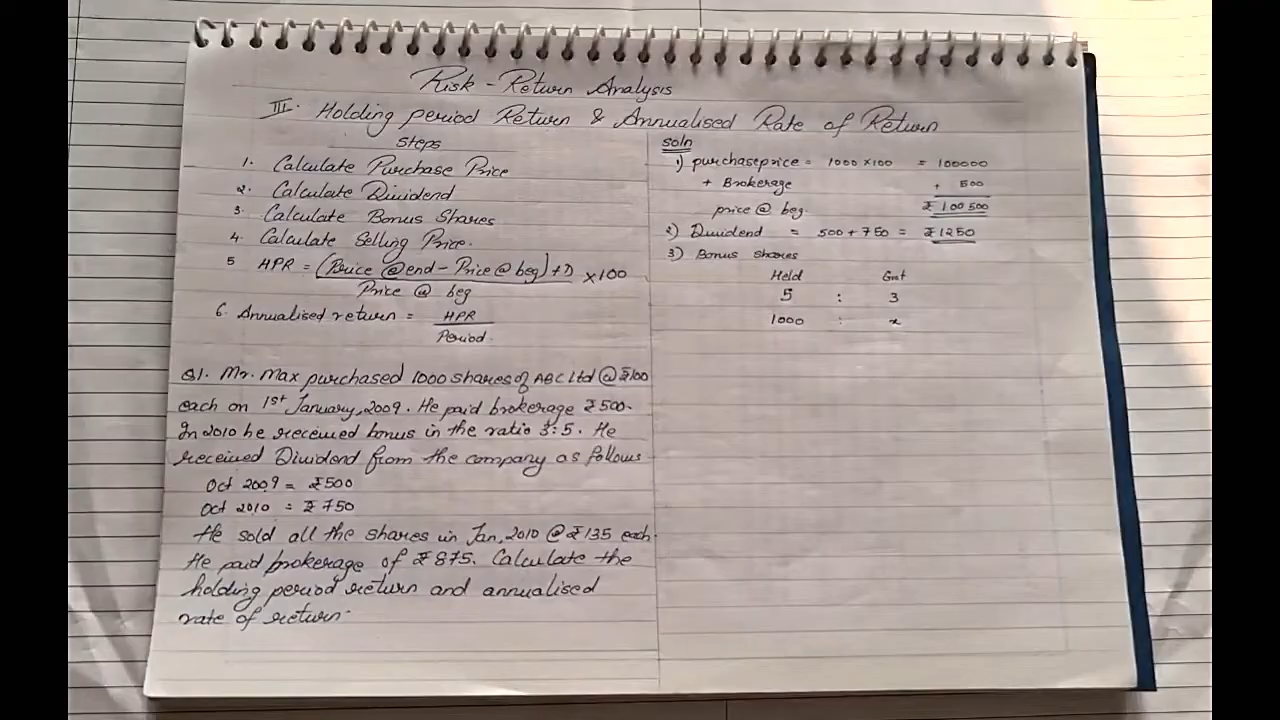 Risk - Return Analysis
III. Holding period Return & Annualised Rate of Return
Steps
1. Calculate Purchase Price
2. Calculate Dividend
3. Calculate Bonus Shares
4. Calculate Selling Price.
5 HPR = (Price @ end - Price @ beg) + D × 100
Price @ beg
6. Annualised return = HPR
Period.
Q1. Mr. Max purchased 1000 shares of ABC Ltd @ ₹100
each on 1st January, 2009. He paid brokerage ₹500.
In 2010 he received bonus in the ratio 3:5. He
received Dividend from the company as follows
Oct 2009 = ₹500
Oct 2010 = ₹750
He sold all the shares in Jan, 2010 @ ₹135 each.
He paid brokerage of ₹875. Calculate the
holding period return and annualised
rate of return.
Soln
1) purchase price = 1000 × 100 = 100000
+ Brokerage + 500
price @ beg. ₹100500
2) Dividend = 500 + 750 = ₹1250
3) Bonus shares
Held Got
5 : 3
1000 : x